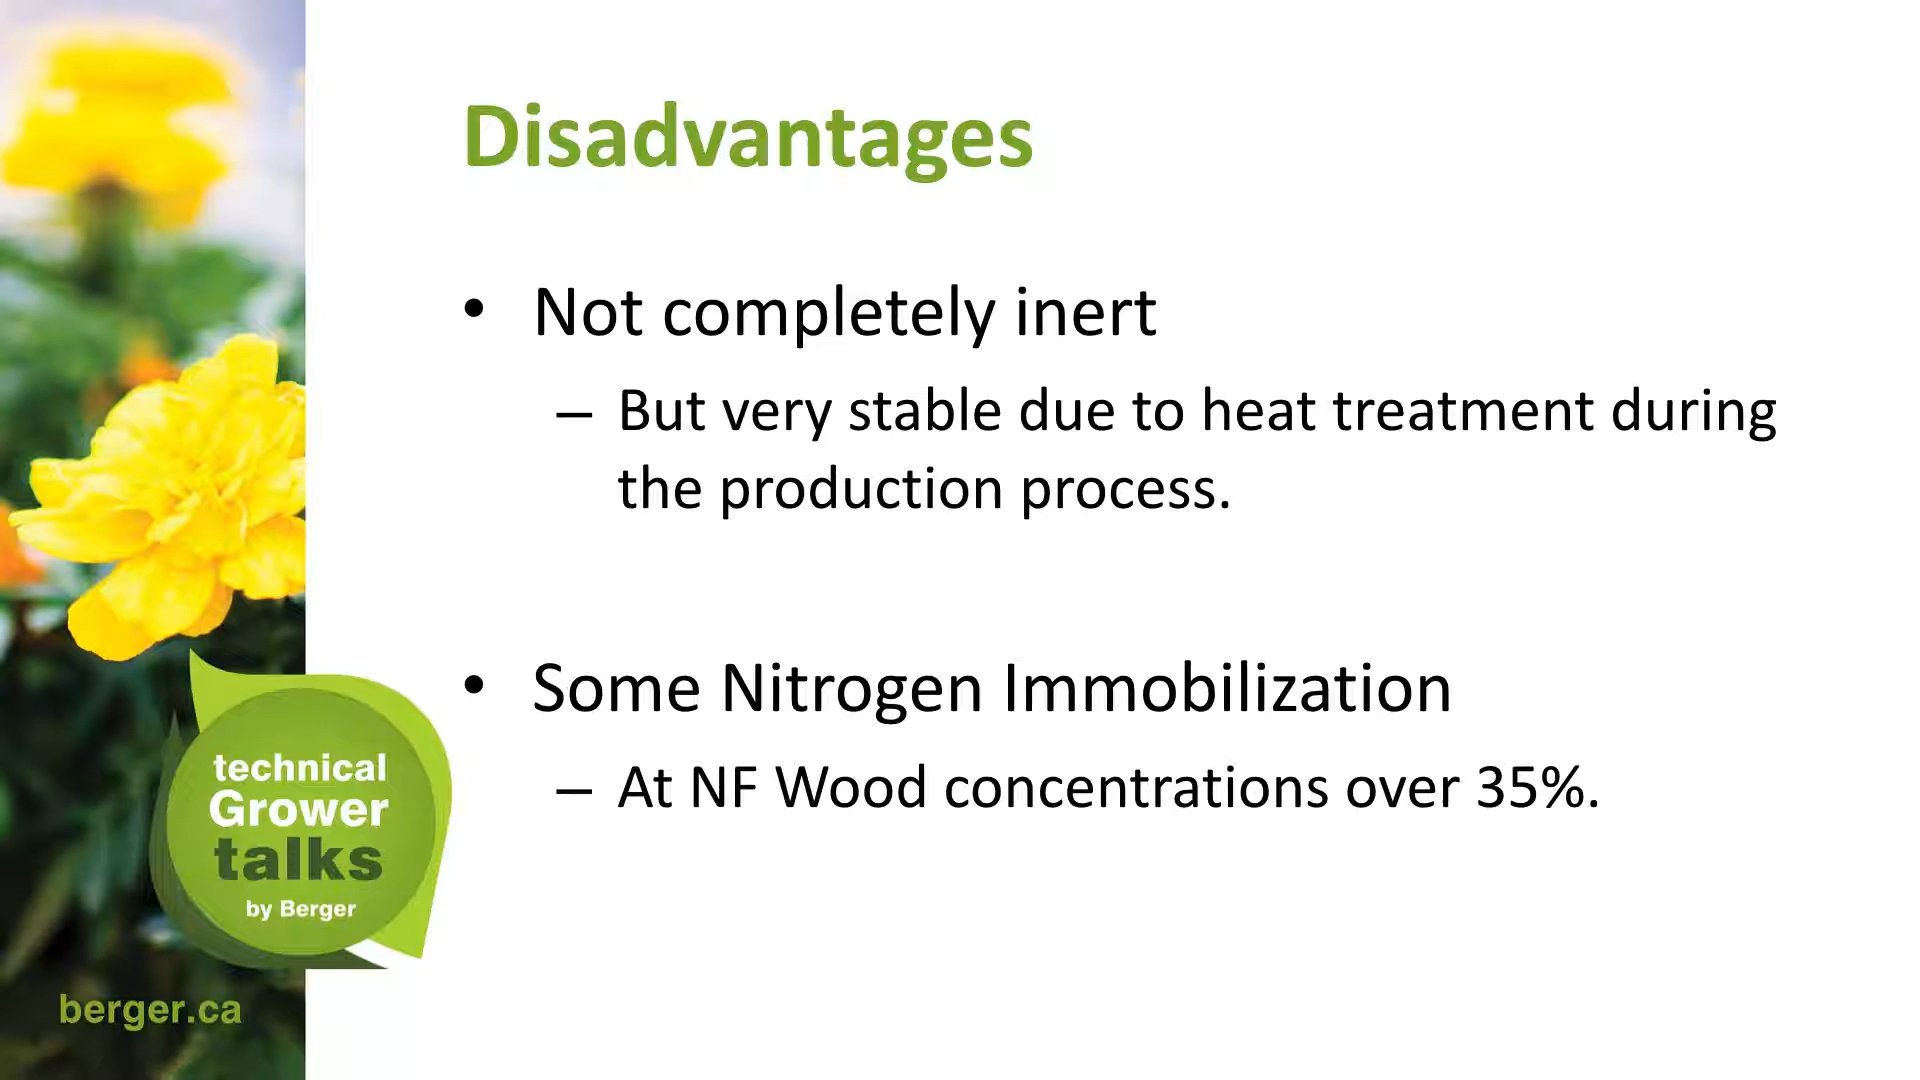 Disadvantages
• Not completely inert
– But very stable due to heat treatment during
the production process.
• Some Nitrogen Immobilization
– At NF Wood concentrations over 35%.
technical
Grower
talks
by Berger
berger.ca